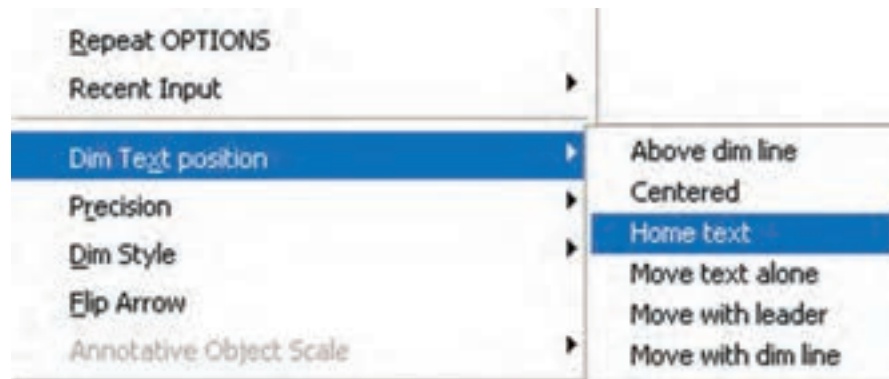 Repeat OPTIONS
Recent Input
Dim Text position
Precision
Dim Style
Flip Arrow
Annotative Object Scale
Above dim line
Centered
Home text
Move text alone
Move with leader
Move with dim line